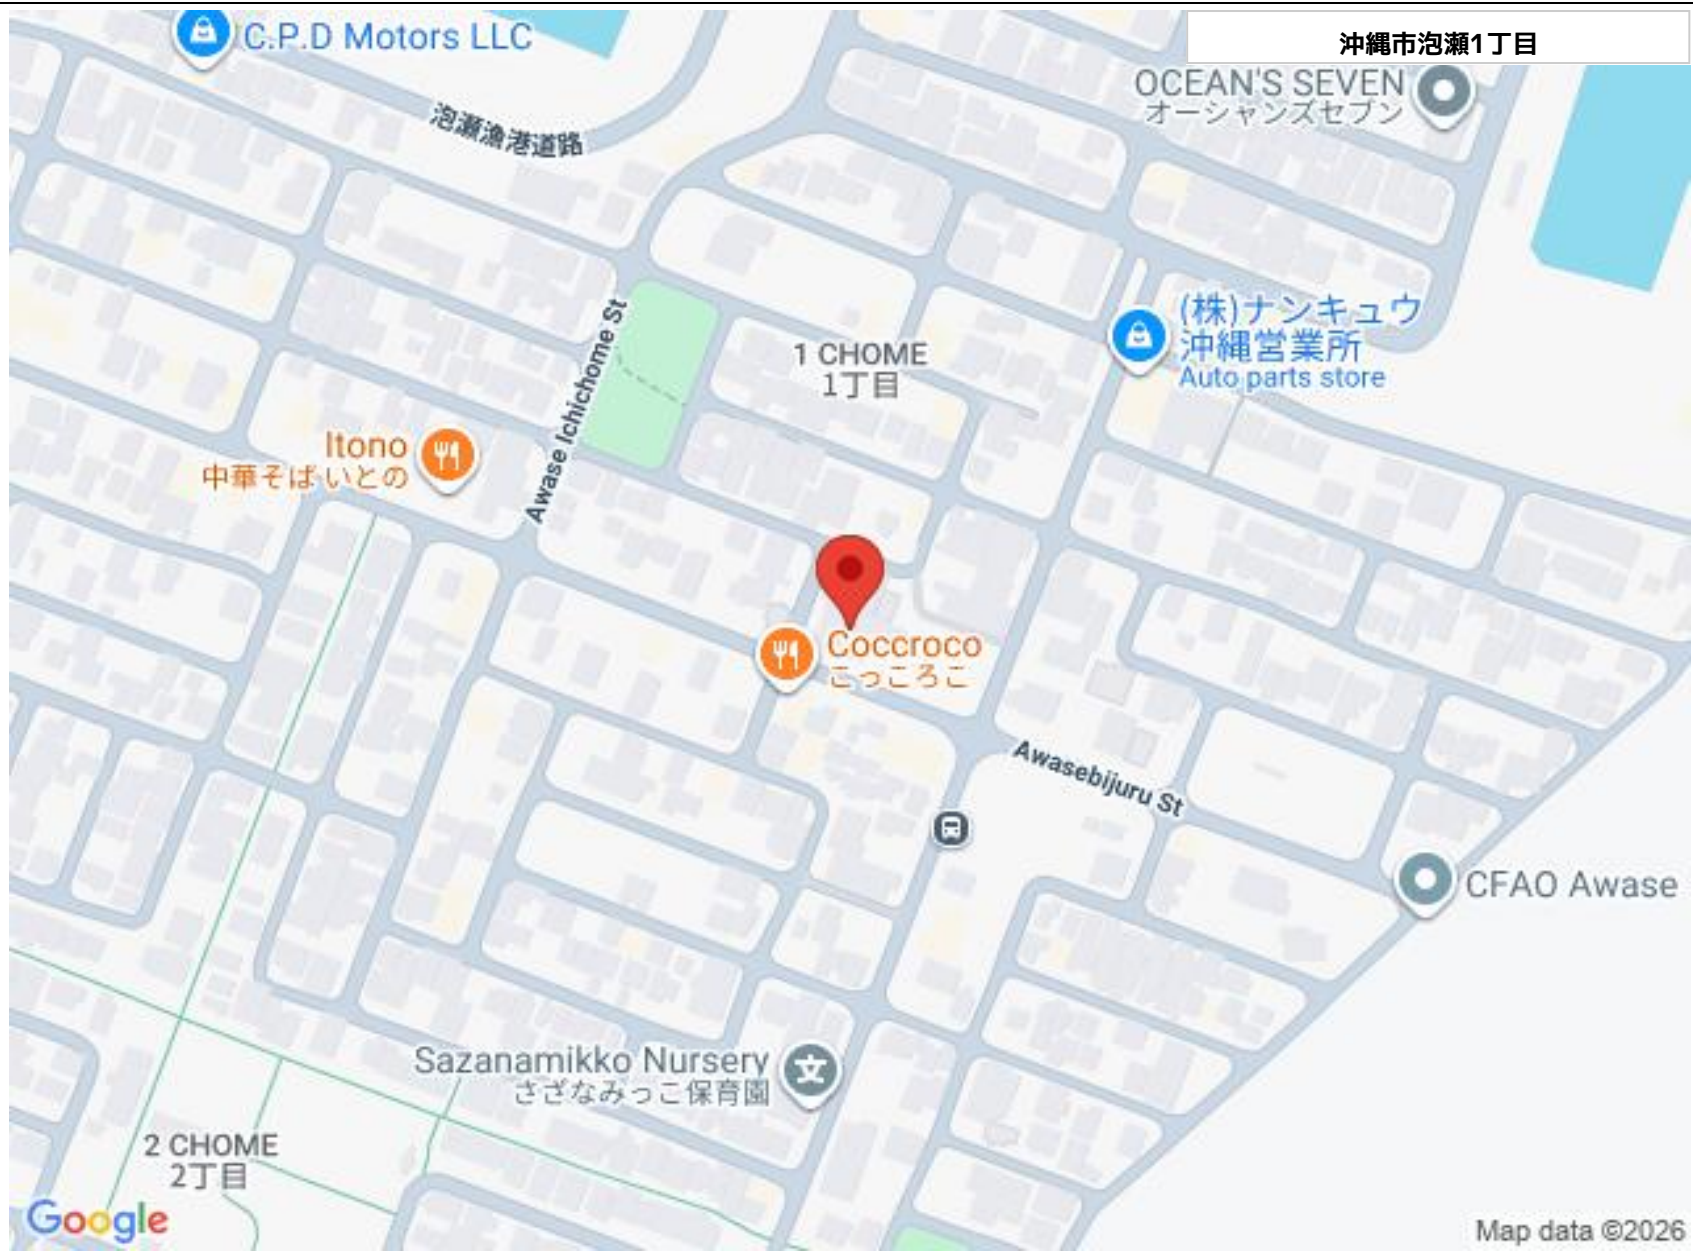 C.P.D Motors LLC
沖縄市泡瀬1丁目
OCEAN'S SEVEN
オーシャンズセブン
泡瀬漁港道路
(株)ナンキュウ
沖縄営業所
Auto parts store
Awase Ichichome St
1 CHOME
1丁目
Itono
中華そば いとの
Coccroco
こっころこ
Awasebijuru St
CFAO Awase
Sazanamikko Nursery
さざなみっこ保育園
文
2 CHOME
2丁目
Google
Map data ©2026